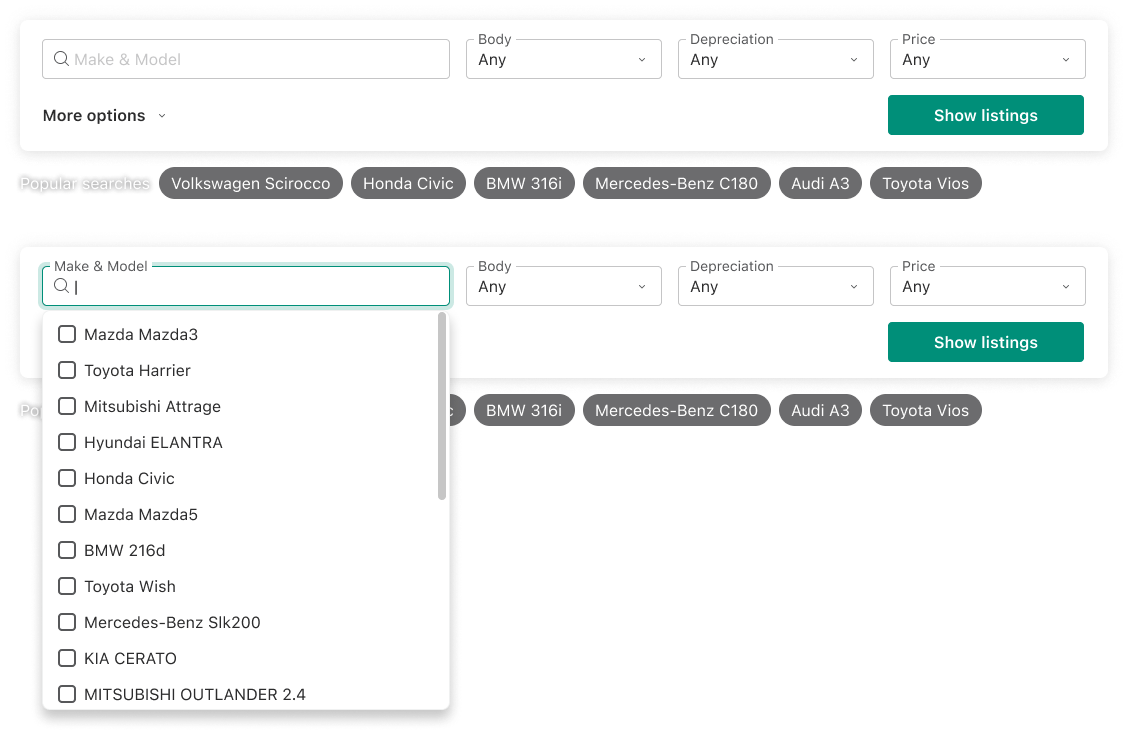 Make & Model
Body
Any
Depreciation
Any
Price
Any
More options
Show listings
Popular searches
Volkswagen Scirocco
Honda Civic
BMW 316i
Mercedes-Benz C180
Audi A3
Toyota Vios
Make & Model
Body
Any
Depreciation
Any
Price
Any
Show listings
Po
c
BMW 316i
Mercedes-Benz C180
Audi A3
Toyota Vios
Mazda Mazda3
Toyota Harrier
Mitsubishi Attrage
Hyundai ELANTRA
Honda Civic
Mazda Mazda5
BMW 216d
Toyota Wish
Mercedes-Benz Slk200
KIA CERATO
MITSUBISHI OUTLANDER 2.4